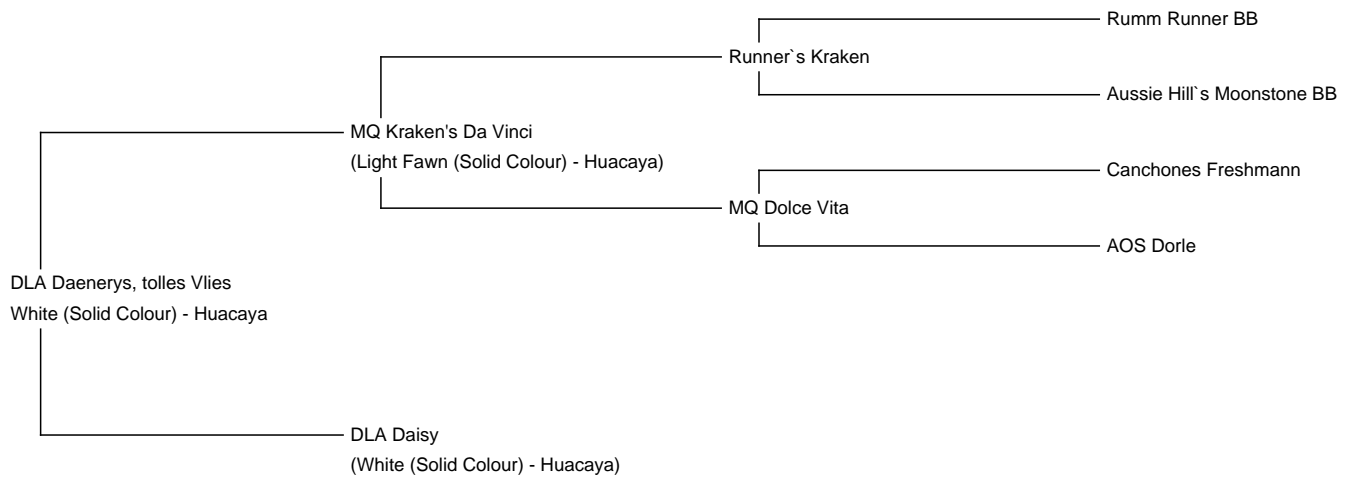 Rumm Runner BB
Runner`s Kraken
Aussie Hill`s Moonstone BB
MQ Kraken's Da Vinci
(Light Fawn (Solid Colour) - Huacaya)
Canchones Freshmann
MQ Dolce Vita
AOS Dorle
DLA Daenerys, tolles Vlies
White (Solid Colour) - Huacaya
DLA Daisy
(White (Solid Colour) - Huacaya)